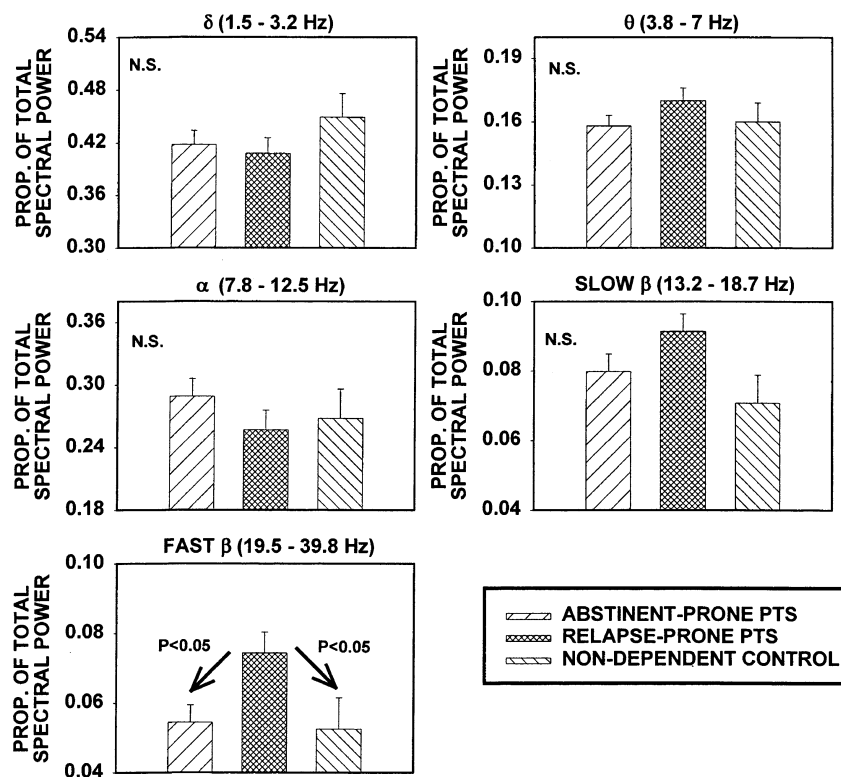 δ (1.5 - 3.2 Hz)
PROP. OF TOTAL
SPECTRAL POWER
0.54
0.48
0.42
0.36
0.30
N.S.
θ (3.8 - 7 Hz)
PROP. OF TOTAL
SPECTRAL POWER
0.19
0.16
0.13
0.10
N.S.
α (7.8 - 12.5 Hz)
PROP. OF TOTAL
SPECTRAL POWER
0.36
0.30
0.24
0.18
N.S.
SLOW β (13.2 - 18.7 Hz)
PROP. OF TOTAL
SPECTRAL POWER
0.10
0.08
0.06
0.04
N.S.
FAST β (19.5 - 39.8 Hz)
PROP. OF TOTAL
SPECTRAL POWER
0.10
0.08
0.06
0.04
P<0.05
P<0.05
ABSTINENT-PRONE PTS
RELAPSE-PRONE PTS
NON-DEPENDENT CONTROL